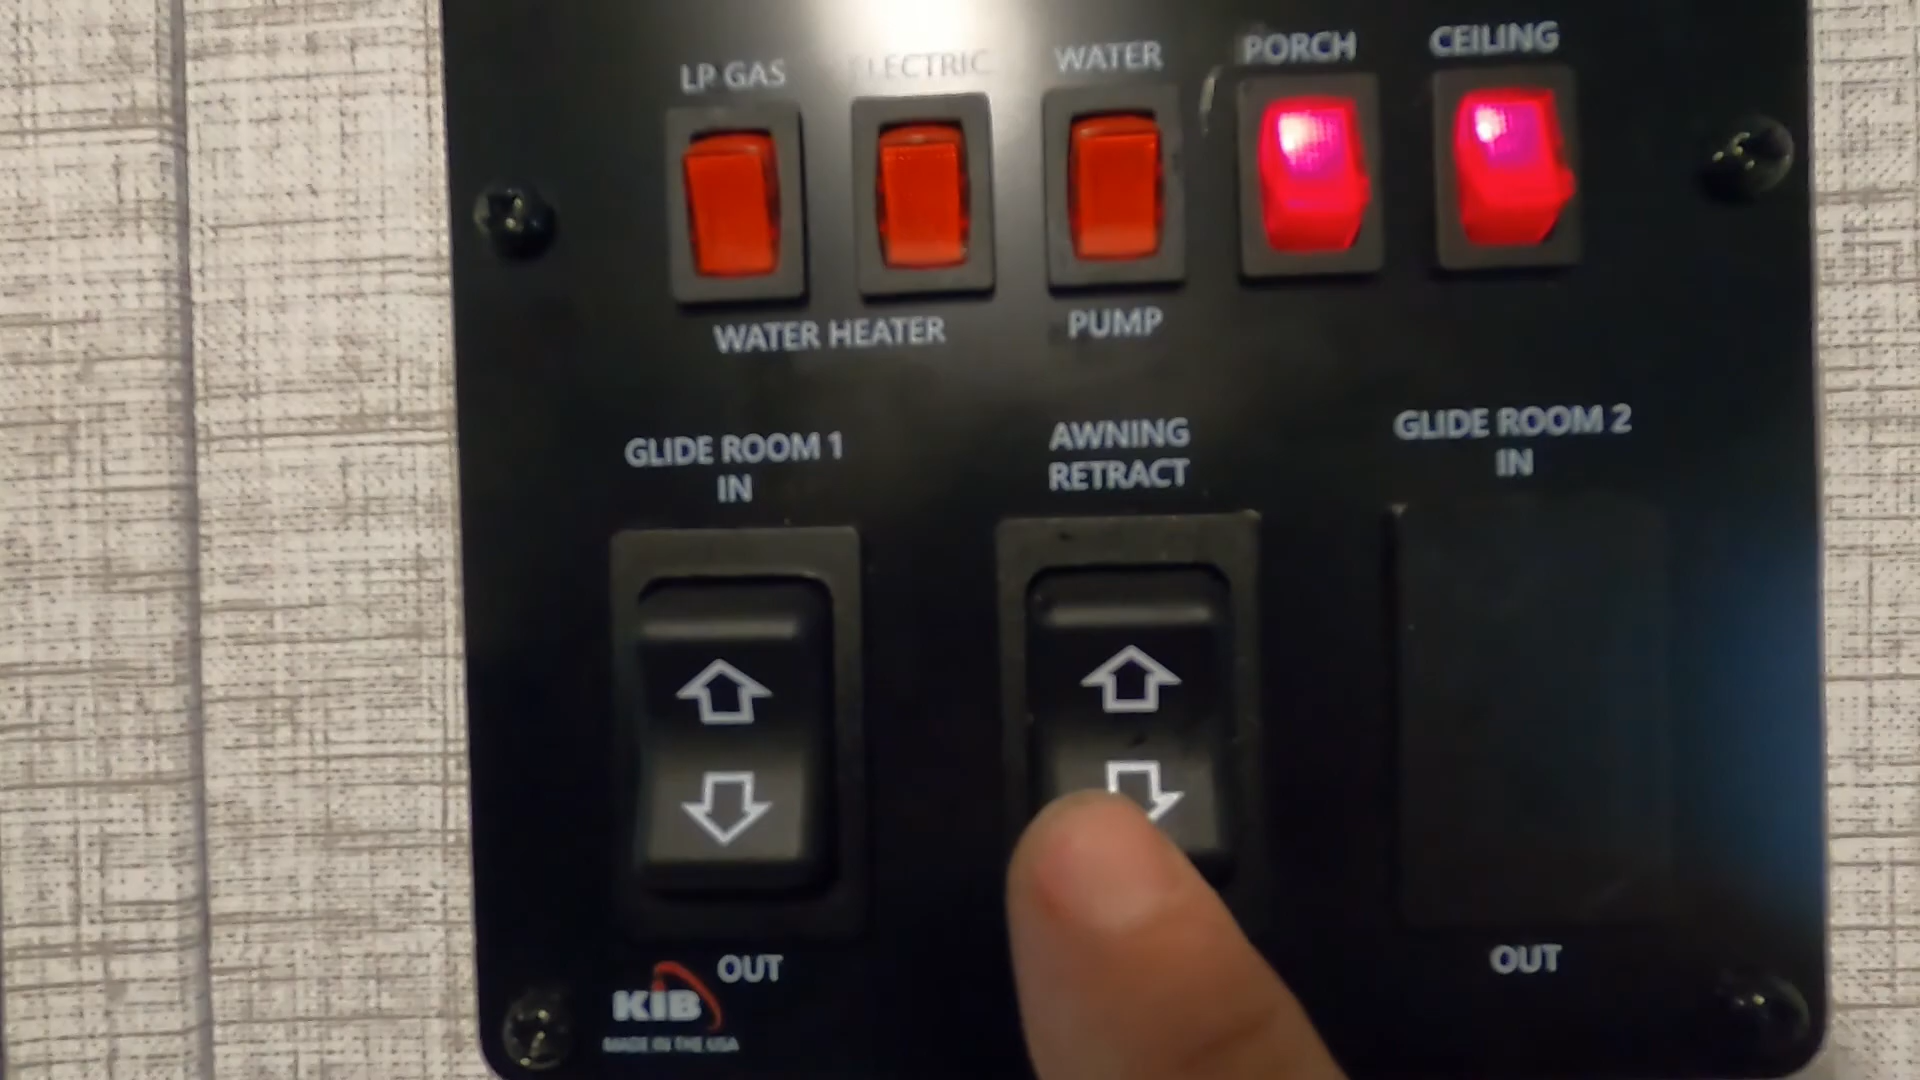 LP GAS
ELECTRIC
WATER
PORCH
CEILING
WATER HEATER
PUMP
GLIDE ROOM 1
IN
AWNING
RETRACT
GLIDE ROOM 2
IN
OUT
OUT
KIB
MADE IN THE USA